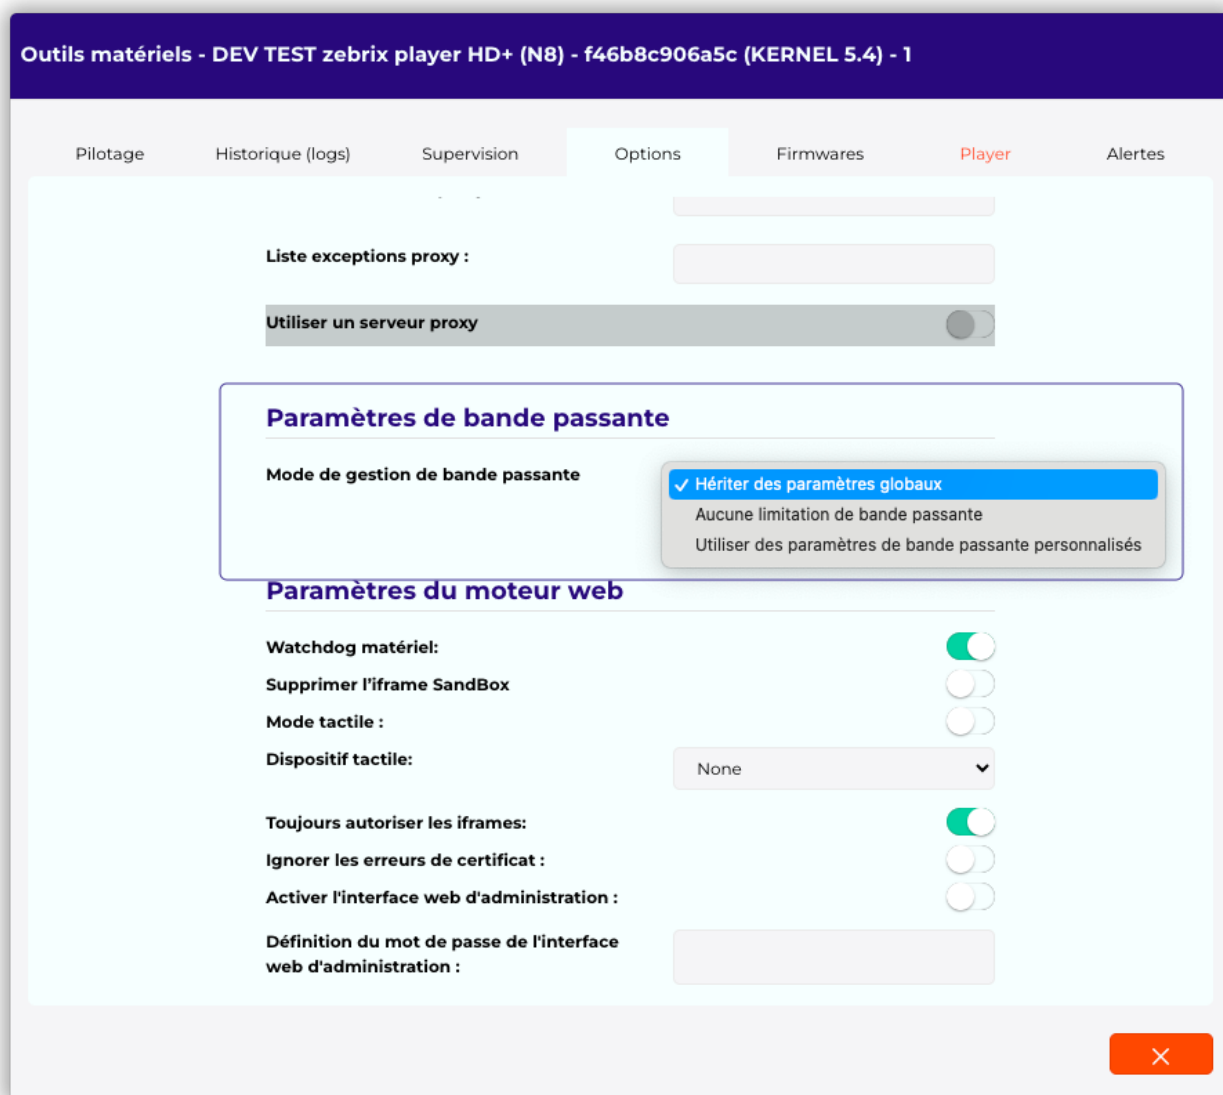 Outils matériels - DEV TEST zebrix player HD+ (N8) - f46b8c906a5c (KERNEL 5.4) - 1
Pilotage Historique (logs) Supervision Options Firmwares Player Alertes
Liste exceptions proxy :
Utiliser un serveur proxy
Paramètres de bande passante
Mode de gestion de bande passante
✓ Hériter des paramètres globaux
Aucune limitation de bande passante
Utiliser des paramètres de bande passante personnalisés
Paramètres du moteur web
Watchdog matériel:
Supprimer l'iframe SandBox
Mode tactile :
Dispositif tactile:
None
Toujours autoriser les iframes:
Ignorer les erreurs de certificat :
Activer l'interface web d'administration :
Définition du mot de passe de l'interface
web d'administration :